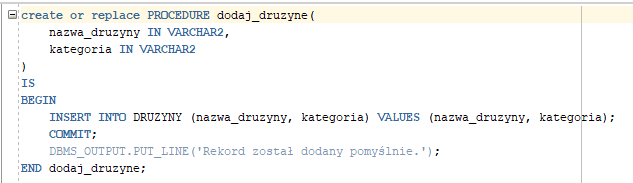 create or replace PROCEDURE dodaj_druzyne(
    nazwa_druzyny IN VARCHAR2,
    kategoria IN VARCHAR2
)
IS
BEGIN
    INSERT INTO DRUZYNY (nazwa_druzyny, kategoria) VALUES (nazwa_druzyny, kategoria);
    COMMIT;
    DBMS_OUTPUT.PUT_LINE('Rekord został dodany pomyślnie.');
END dodaj_druzyne;